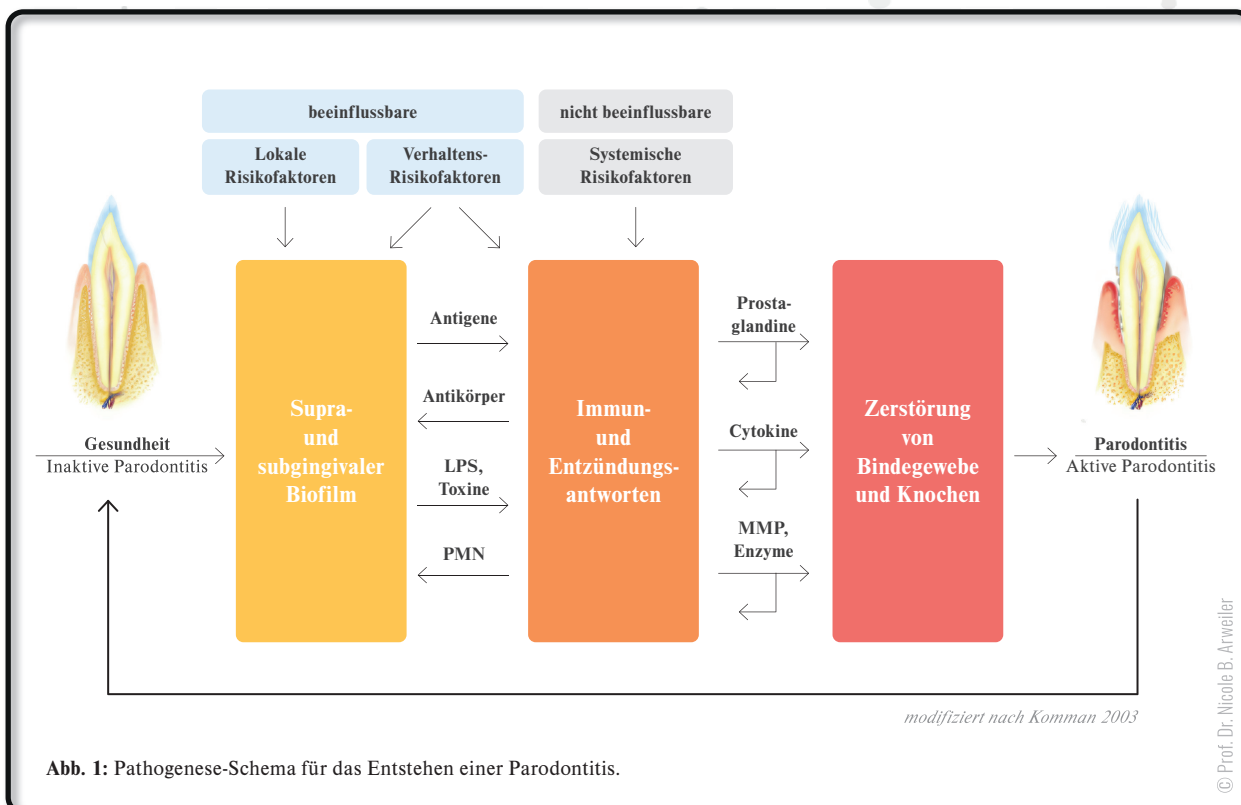 beeinflussbare
nicht beeinflussbare
Lokale
Risikofaktoren
Verhaltens-
Risikofaktoren
Systemische
Risikofaktoren
Gesundheit
Inaktive Parodontitis
Supra-
und
subgingivaler
Biofilm
Antigene
Antikörper
LPS,
Toxine
PMN
Immun-
und
Entzündungs-
antworten
Prosta-
glandine
Cytokine
MMP,
Enzyme
Zerstörung
von
Bindegewebe
und Knochen
Parodontitis
Aktive Parodontitis
modifiziert nach Komman 2003
© Prof. Dr. Nicole B. Arweiler
Abb. 1: Pathogenese-Schema für das Entstehen einer Parodontitis.